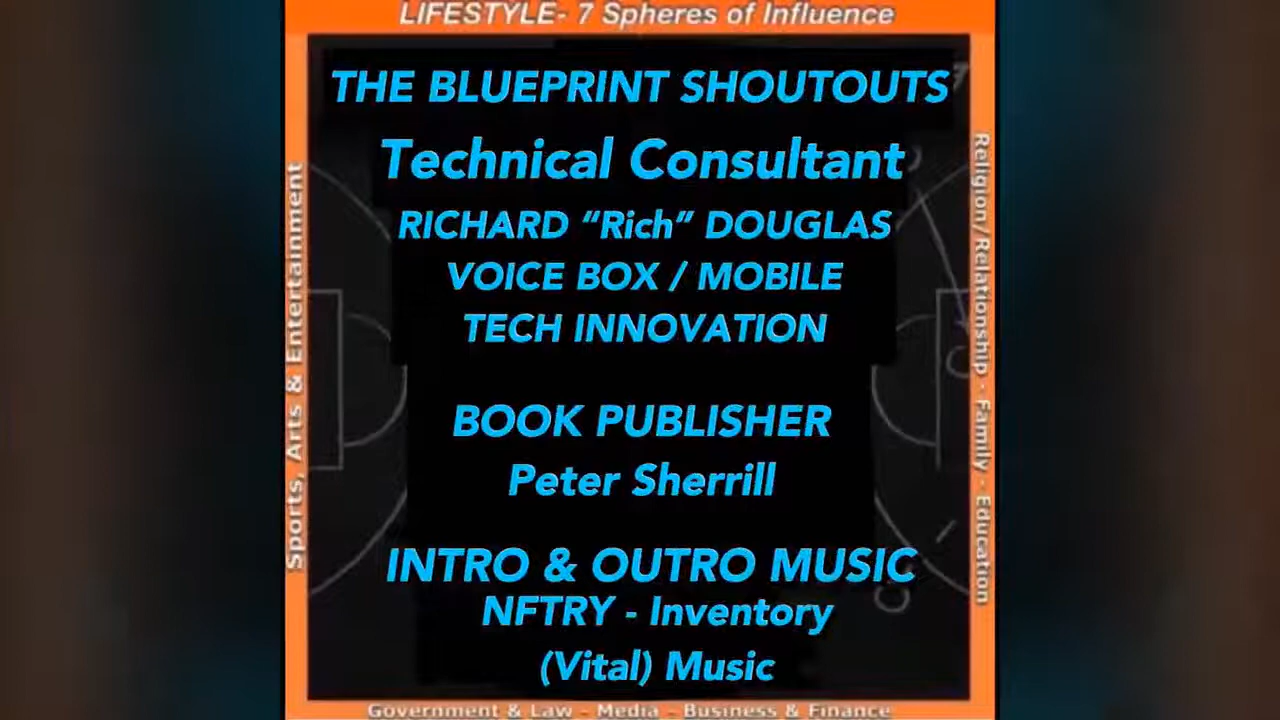 LIFESTYLE- 7 Spheres of Influence
THE BLUEPRINT SHOUTOUTS
Technical Consultant
RICHARD “Rich” DOUGLAS
VOICE BOX / MOBILE
TECH INNOVATION
BOOK PUBLISHER
Peter Sherrill
INTRO & OUTRO MUSIC
NFTRY - Inventory
(Vital) Music
Sports, Arts & Entertainment
Religion/Relationship - Family - Education
Government & Law - Media - Business & Finance